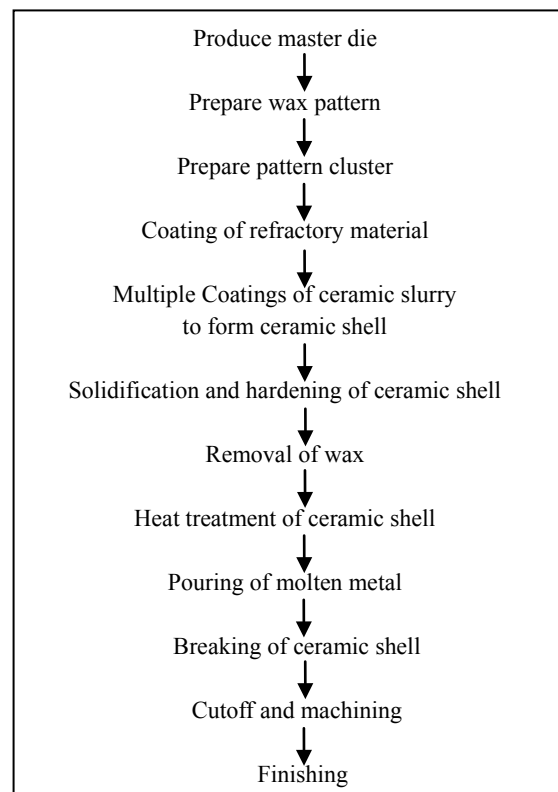 Produce master die
Prepare wax pattern
Prepare pattern cluster
Coating of refractory material
Multiple Coatings of ceramic slurry
to form ceramic shell
Solidification and hardening of ceramic shell
Removal of wax
Heat treatment of ceramic shell
Pouring of molten metal
Breaking of ceramic shell
Cutoff and machining
Finishing